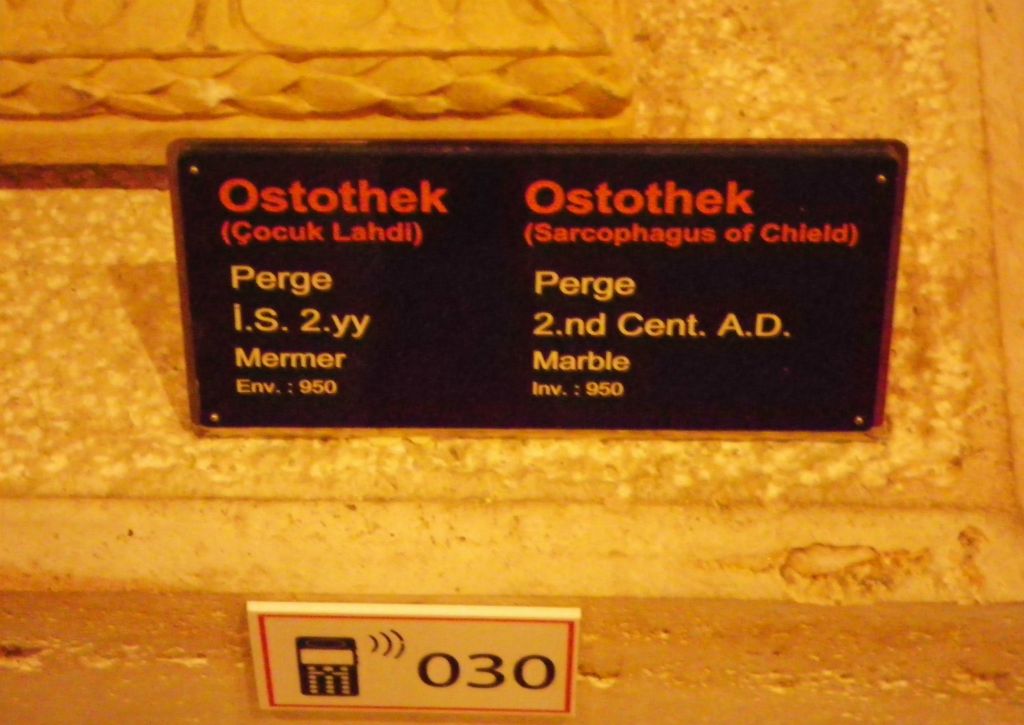 Ostothek
(Çocuk Lahdi)
Perge
İ.S. 2.yy
Mermer
Env. : 950
Ostothek
(Sarcophagus of Chield)
Perge
2.nd Cent. A.D.
Marble
Inv. : 950
030